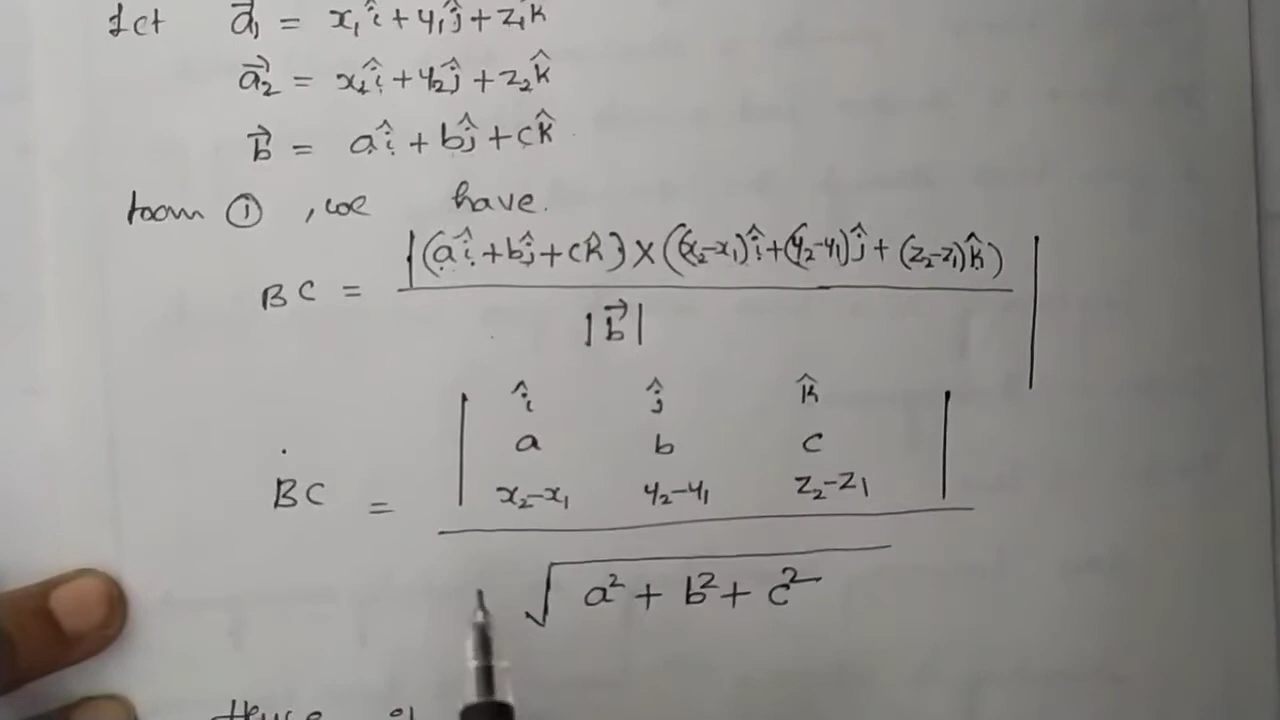 Let a⃗₁ = x₁î + y₁ĵ + z₁k̂
a⃗₂ = x₂î + y₂ĵ + z₂k̂
b⃗ = aî + bĵ + ck̂
from ①, we have.
BC = |(aî + bĵ + ck̂) × ((x₂-x₁)î + (y₂-y₁)ĵ + (z₂-z₁)k̂)|
|b⃗|
î ĵ k̂
a b c
BC = x₂-x₁ y₂-y₁ z₂-z₁
√a² + b² + c²
Hence